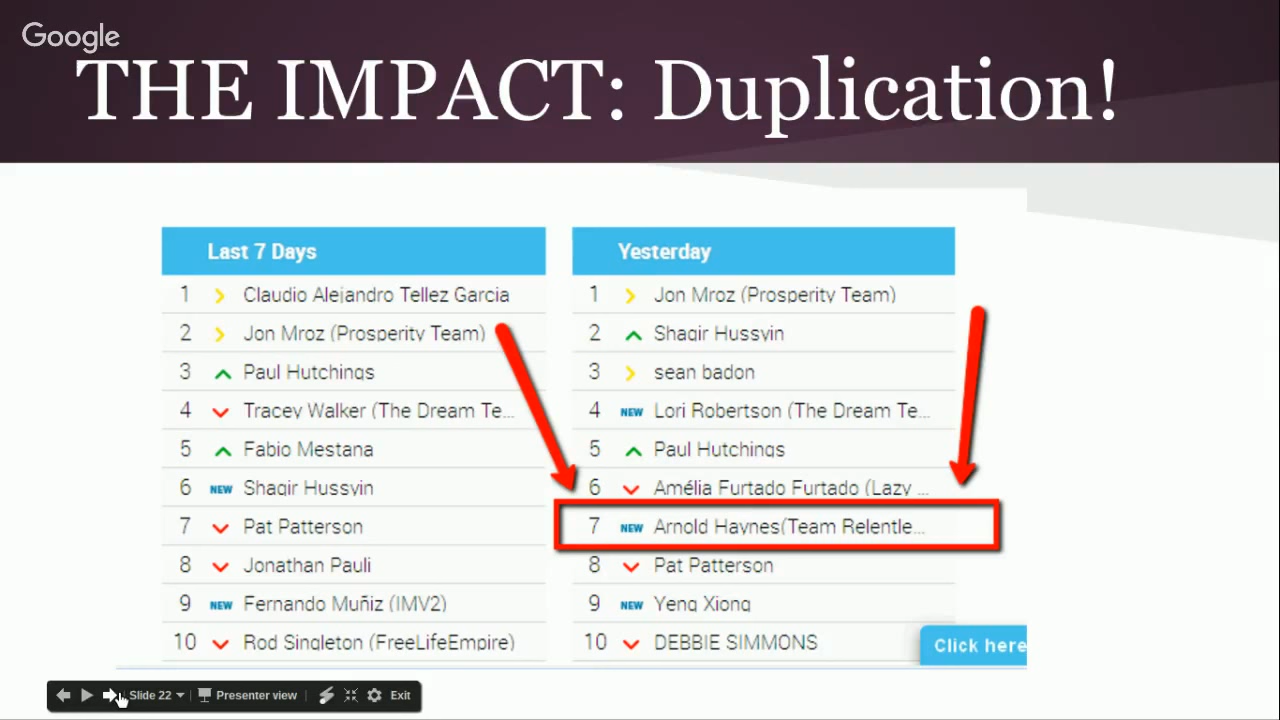 Google
THE IMPACT: Duplication!
Last 7 Days
1 Claudio Alejandro Tellez Garcia
2 Jon Mroz (Prosperity Team)
3 Paul Hutchings
4 Tracey Walker (The Dream Te...
5 Fabio Mestana
6 NEW Shaqir Hussyin
7 Pat Patterson
8 Jonathan Pauli
9 NEW Fernando Muñiz (IMV2)
10 Rod Singleton (FreeLifeEmpire)
Yesterday
1 Jon Mroz (Prosperity Team)
2 Shaqir Hussyin
3 sean badon
4 NEW Lori Robertson (The Dream Te...
5 Paul Hutchings
6 Amélia Furtado Furtado (Lazy ...
7 NEW Arnold Haynes(Team Relentle...
8 Pat Patterson
9 NEW Yeng Xiong
10 DEBBIE SIMMONS
Click here
Slide 22 Presenter view Exit